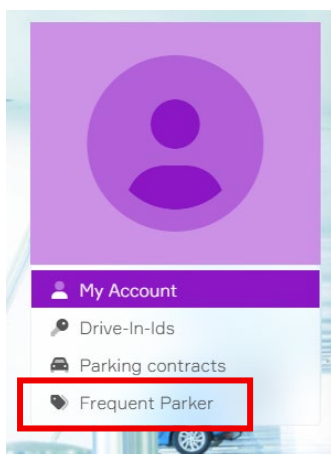 My Account
Drive-In-Ids
Parking contracts
Frequent Parker